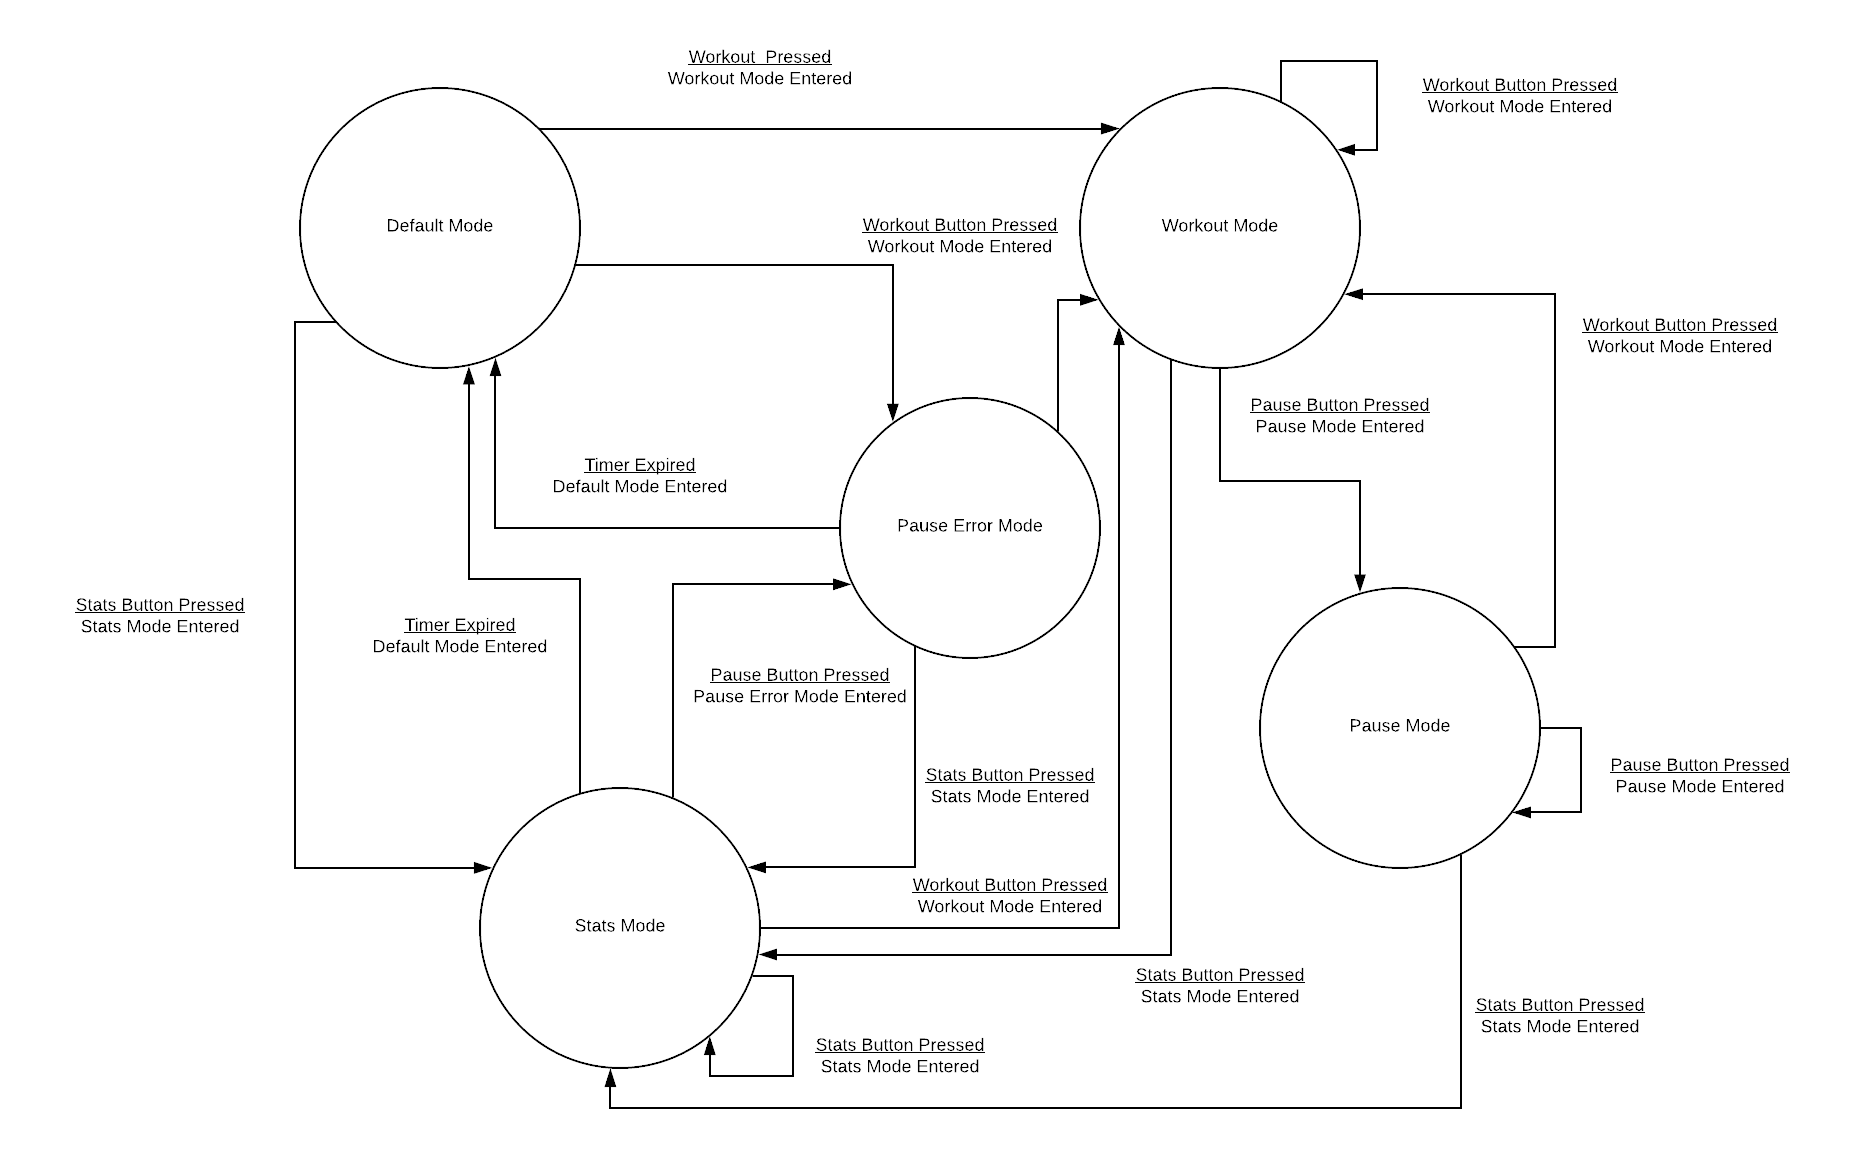 Workout  Pressed
Workout Mode Entered
Workout Button Pressed
Workout Mode Entered
Default Mode
Workout Button Pressed
Workout Mode Entered
Workout Mode
Workout Button Pressed
Workout Mode Entered
Pause Button Pressed
Pause Mode Entered
Timer Expired
Default Mode Entered
Pause Error Mode
Stats Button Pressed
Stats Mode Entered
Timer Expired
Default Mode Entered
Pause Button Pressed
Pause Error Mode Entered
Pause Mode
Stats Button Pressed
Stats Mode Entered
Pause Button Pressed
Pause Mode Entered
Workout Button Pressed
Workout Mode Entered
Stats Mode
Stats Button Pressed
Stats Mode Entered
Stats Button Pressed
Stats Mode Entered
Stats Button Pressed
Stats Mode Entered